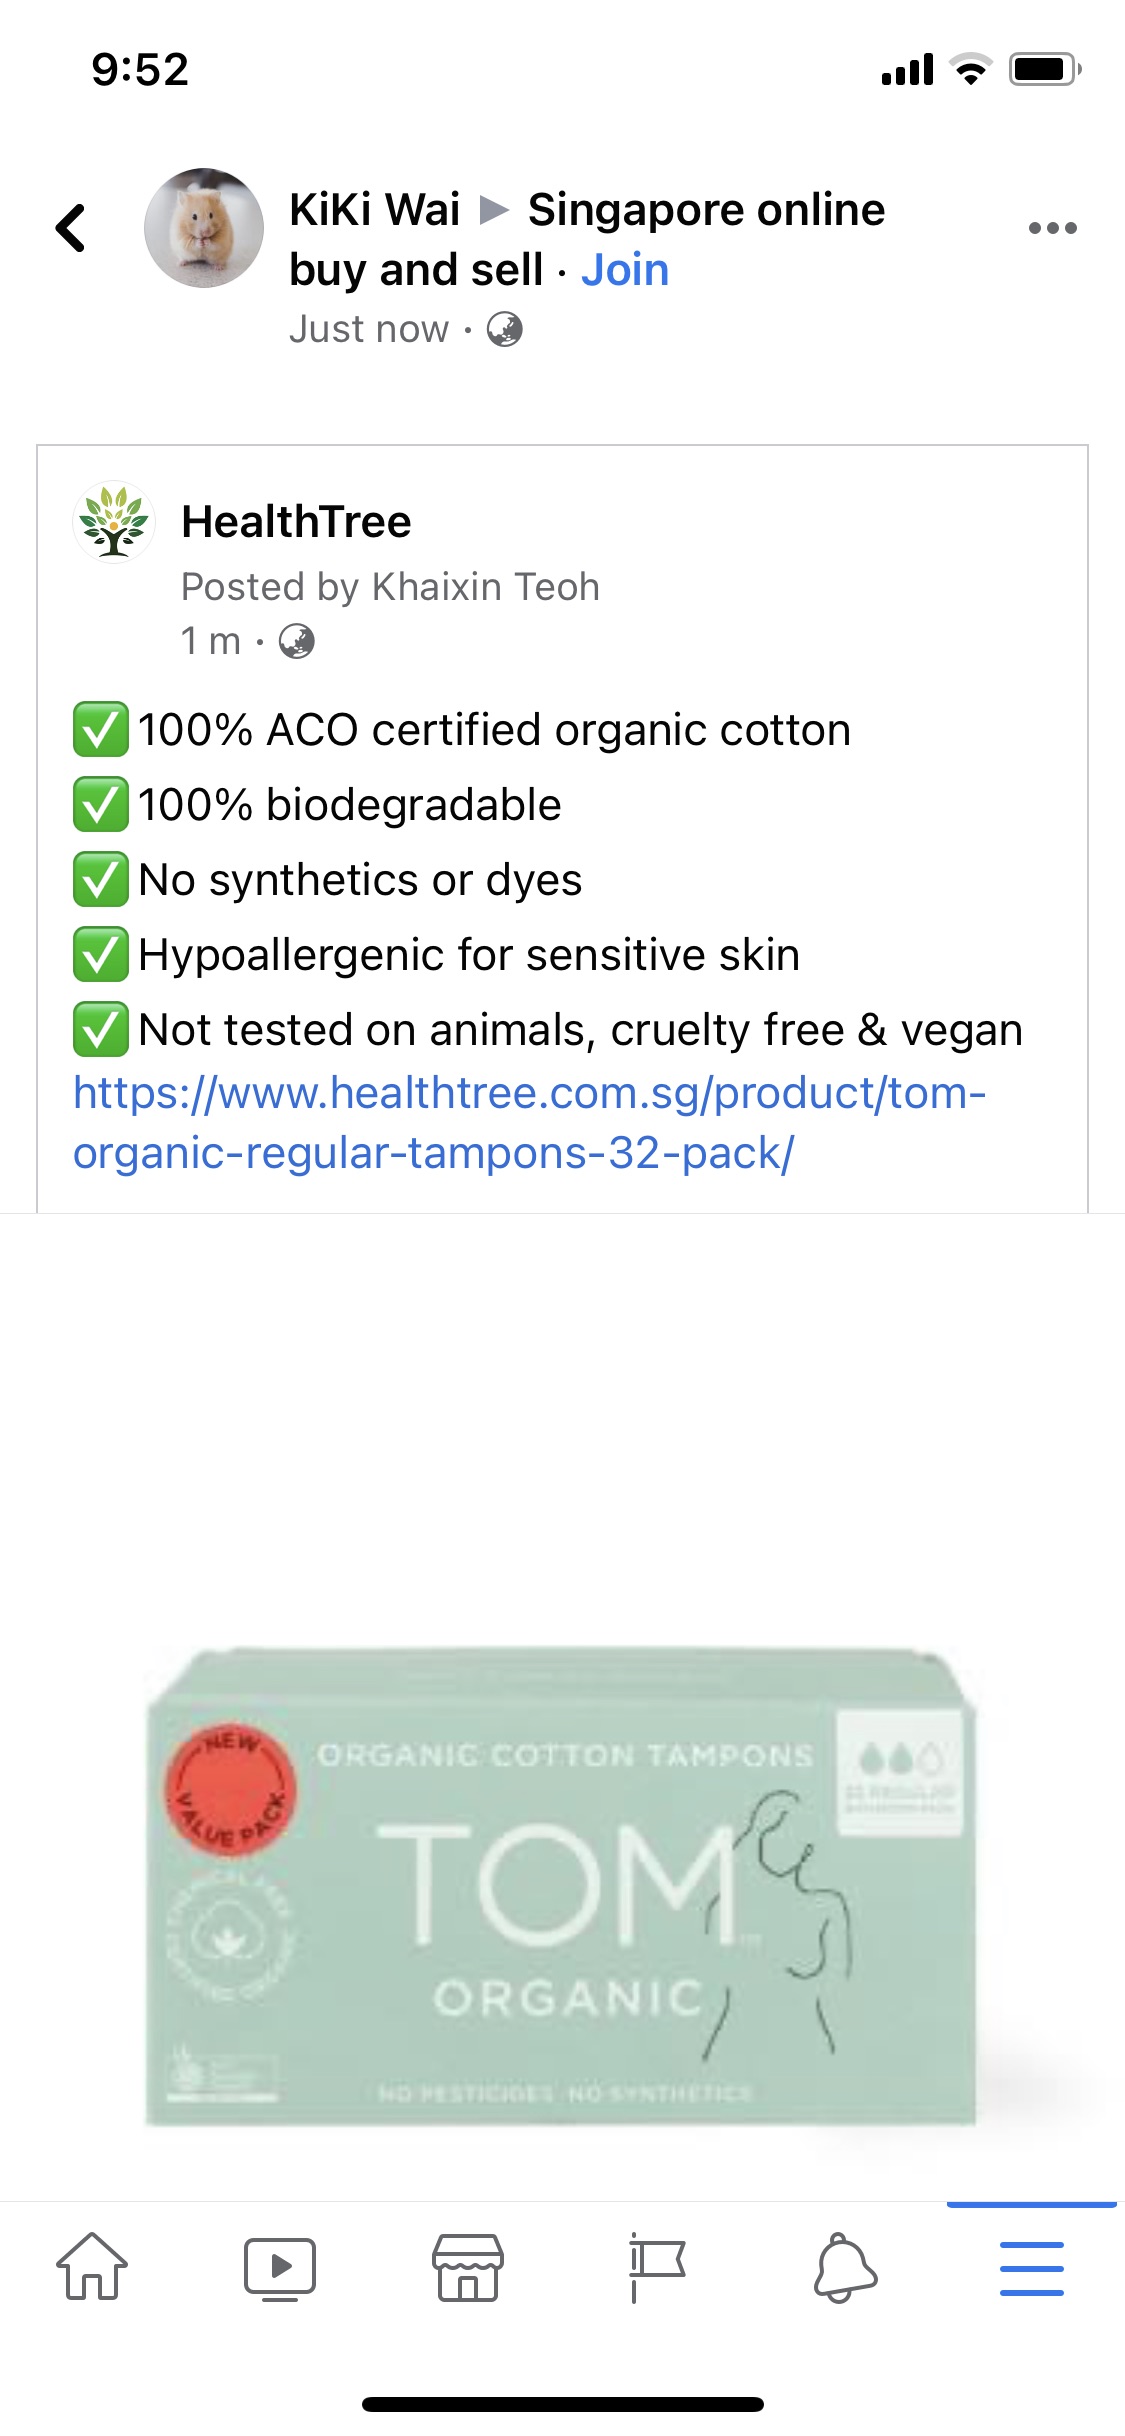 9:52
KiKi Wai ▶ Singapore online
buy and sell · Join
Just now ·
HealthTree
Posted by Khaixin Teoh
1 m ·
✅100% ACO certified organic cotton
✅100% biodegradable
✅No synthetics or dyes
✅Hypoallergenic for sensitive skin
✅Not tested on animals, cruelty free & vegan
https://www.healthtree.com.sg/product/tom-
organic-regular-tampons-32-pack/
NEW
VALUE PACK
ORGANIC COTTON TAMPONS
TOM
ORGANIC
NO PESTICIDES NO SYNTHETICS